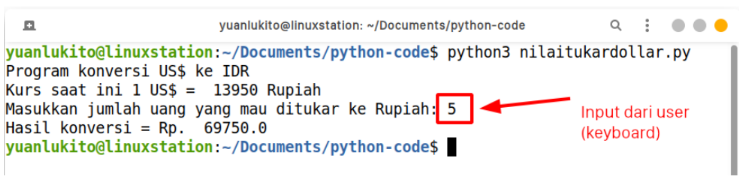 yuanlukito@linuxstation: ~/Documents/python-code
yuanlukito@linuxstation:~/Documents/python-code$ python3 nilaitukardollar.py
Program konversi US$ ke IDR
Kurs saat ini 1 US$ =  13950 Rupiah
Masukkan jumlah uang yang mau ditukar ke Rupiah: 5
Hasil konversi = Rp.  69750.0
yuanlukito@linuxstation:~/Documents/python-code$
Input dari user
(keyboard)